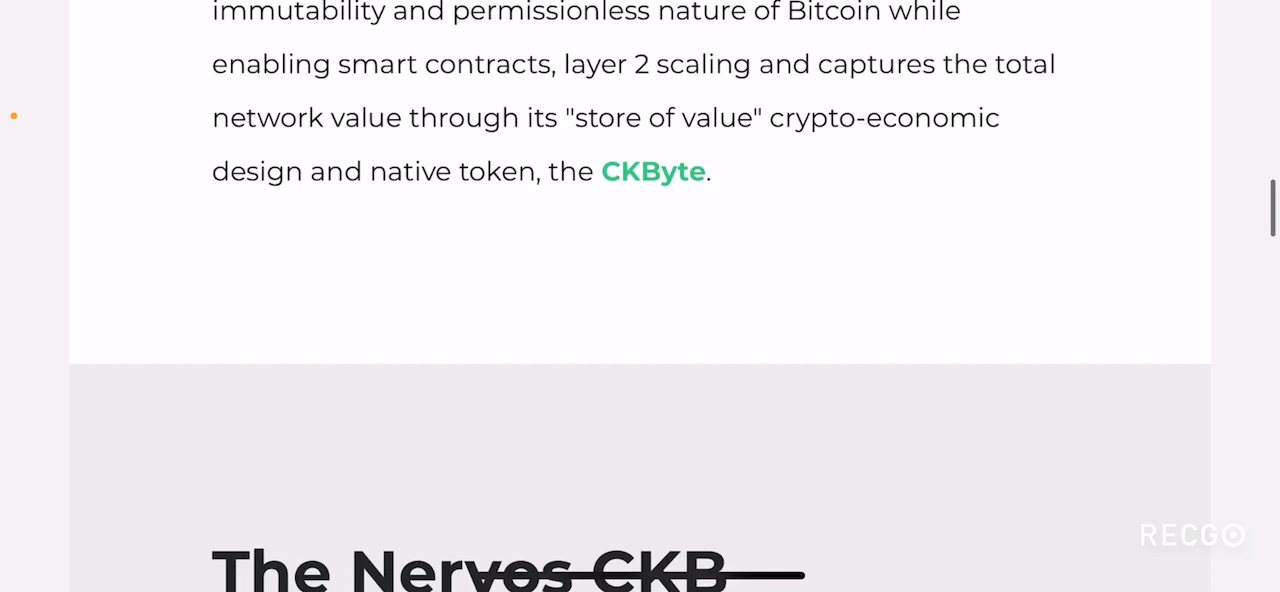 immutability and permissionless nature of Bitcoin while
enabling smart contracts, layer 2 scaling and captures the total
network value through its "store of value" crypto-economic
design and native token, the CKByte.
The Nervos CKB
RECGO